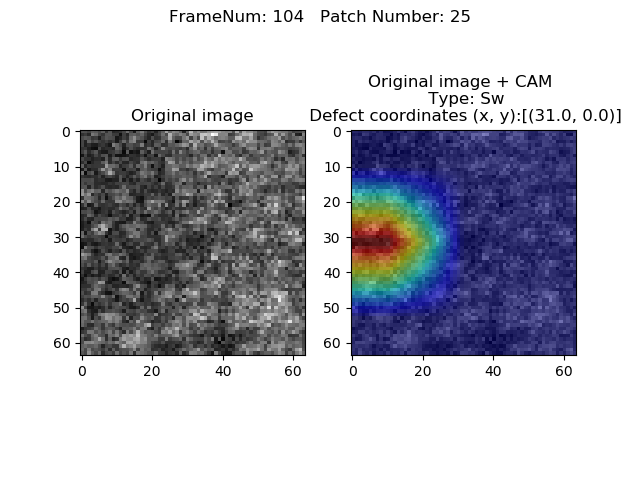 FrameNum: 104   Patch Number: 25
Original image
Original image + CAM
Type: Sw
Defect coordinates (x, y):[(31.0, 0.0)]
0
10
20
30
40
50
60
0 20 40 60
0
10
20
30
40
50
60
0 20 40 60